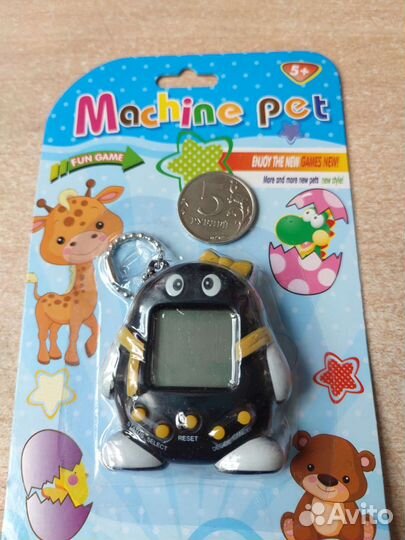 5+
Machine pet
FUN GAME
ENJOY THE NEW GAMES NEW!
More and more new pets new style!
5
РУБЛЕЙ
SELECT
RESET
Avito